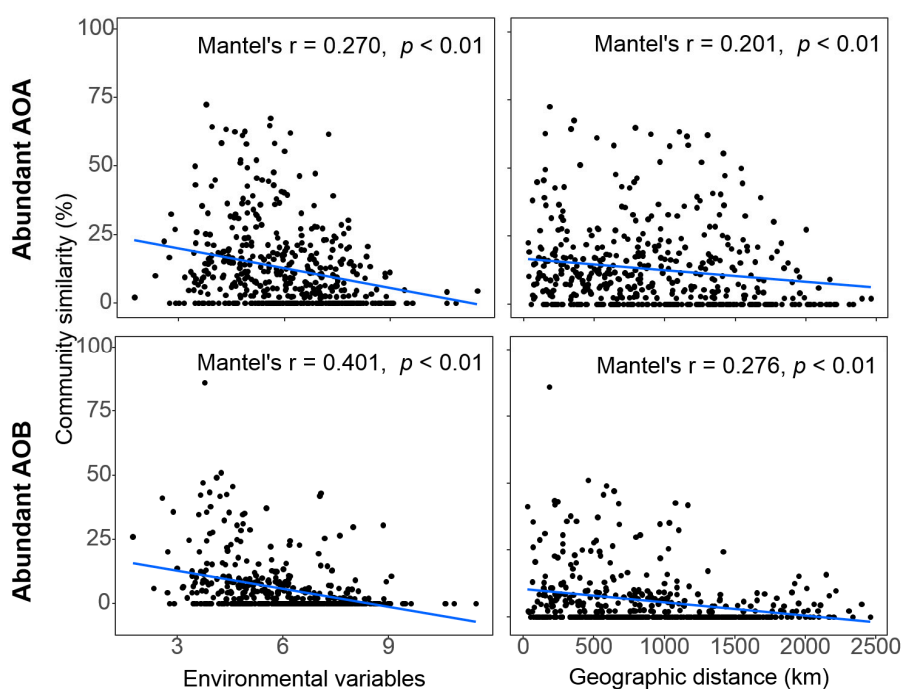 Abundant AOA
Abundant AOB
Community similarity (%)
100
75
50
25
0
Mantel's r = 0.270, p < 0.01
Mantel's r = 0.201, p < 0.01
100
75
50
25
0
Mantel's r = 0.401, p < 0.01
Mantel's r = 0.276, p < 0.01
3 6 9
0 500 1000 1500 2000 2500
Environmental variables
Geographic distance (km)